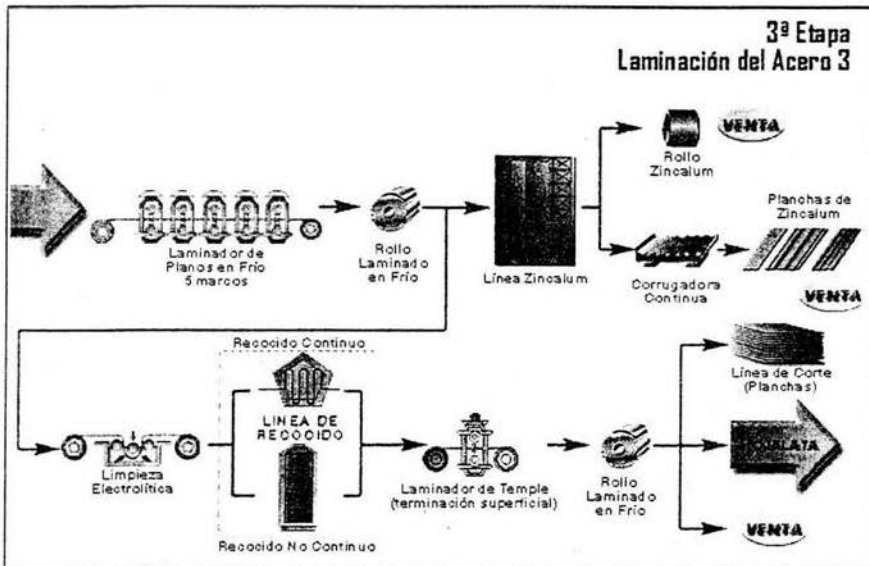 3ª Etapa
Laminación del Acero 3
VENTA
Rollo
Zincalum
Planchas de
Zincalum
Laminador de
Planos en Frío
5 marcos
Rollo
Laminado
en Frío
Línea Zincalum
Corrugadora
Continua
VENTA
Recocido Continuo
LINEA DE
RECOCIDO
Recocido No Continuo
Limpieza
Electrolítica
Laminador de Temple
(terminación superficial)
Rollo
Laminado
en Frío
Línea de Corte
(Planchas)
VENTA